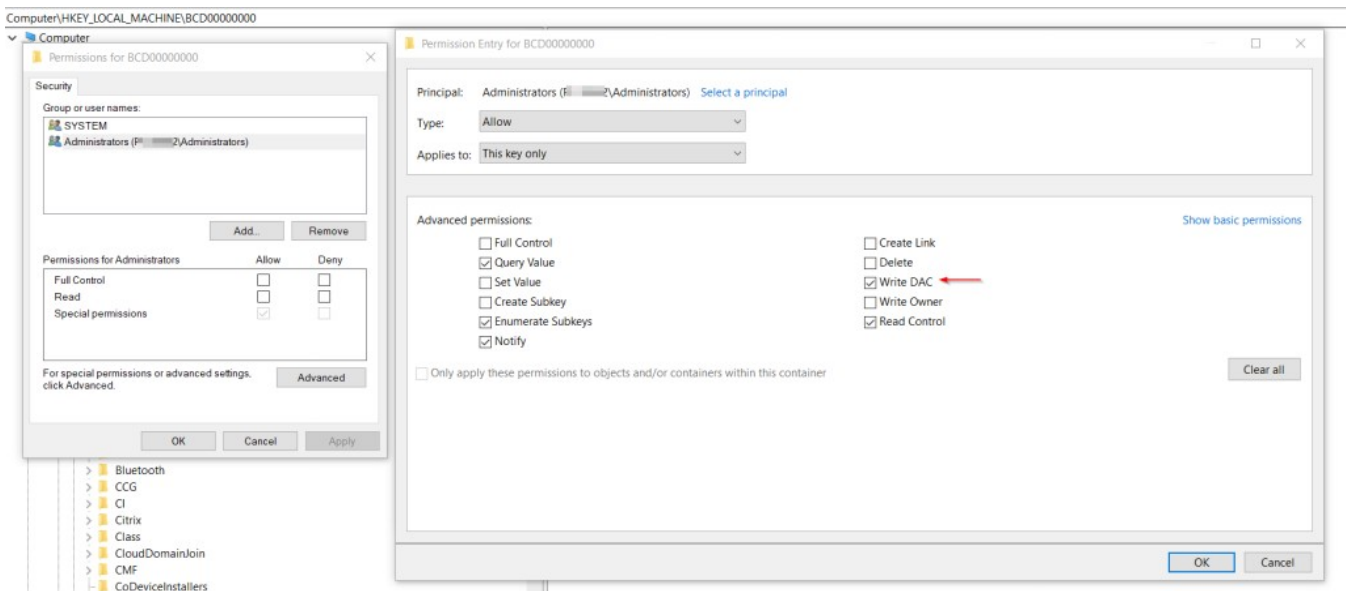 Computer\HKEY_LOCAL_MACHINE\BCD00000000
Computer
Permissions for BCD00000000
Security
Group or user names:
SYSTEM
Administrators (P 2\Administrators)
Add...
Remove
Permissions for Administrators
Allow
Deny
Full Control
Read
Special permissions
For special permissions or advanced settings,
click Advanced.
Advanced
OK
Cancel
Apply
Bluetooth
CCG
CI
Citrix
Class
CloudDomainJoin
CMF
CoDeviceInstallers
Permission Entry for BCD00000000
Principal:
Administrators ( 2\Administrators)
Select a principal
Type:
Allow
Applies to:
This key only
Advanced permissions:
Show basic permissions
Full Control
Query Value
Set Value
Create Subkey
Enumerate Subkeys
Notify
Create Link
Delete
Write DAC
Write Owner
Read Control
Only apply these permissions to objects and/or containers within this container
Clear all
OK
Cancel